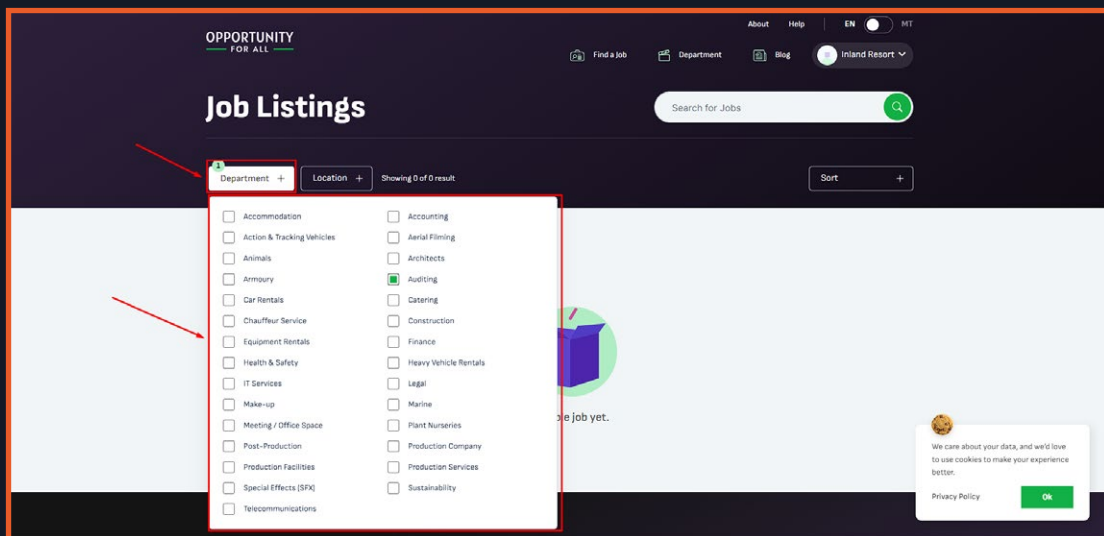 About Help EN MT
OPPORTUNITY
FOR ALL
Find a Job Department Blog Inland Resort
Job Listings
Search for Jobs
1
Department + Location + Showing 0 of 0 result Sort +
Accommodation Accounting
Action & Tracking Vehicles Aerial Filming
Animals Architects
Armoury Auditing
Car Rentals Catering
Chauffeur Service Construction
Equipment Rentals Finance
Health & Safety Heavy Vehicle Rentals
IT Services Legal
Make-up Marine
Meeting / Office Space Plant Nurseries
Post-Production Production Company
Production Facilities Production Services
Special Effects (SFX) Sustainability
Telecommunications
job yet.
We care about your data, and we'd love
to use cookies to make your experience
better.
Privacy Policy Ok